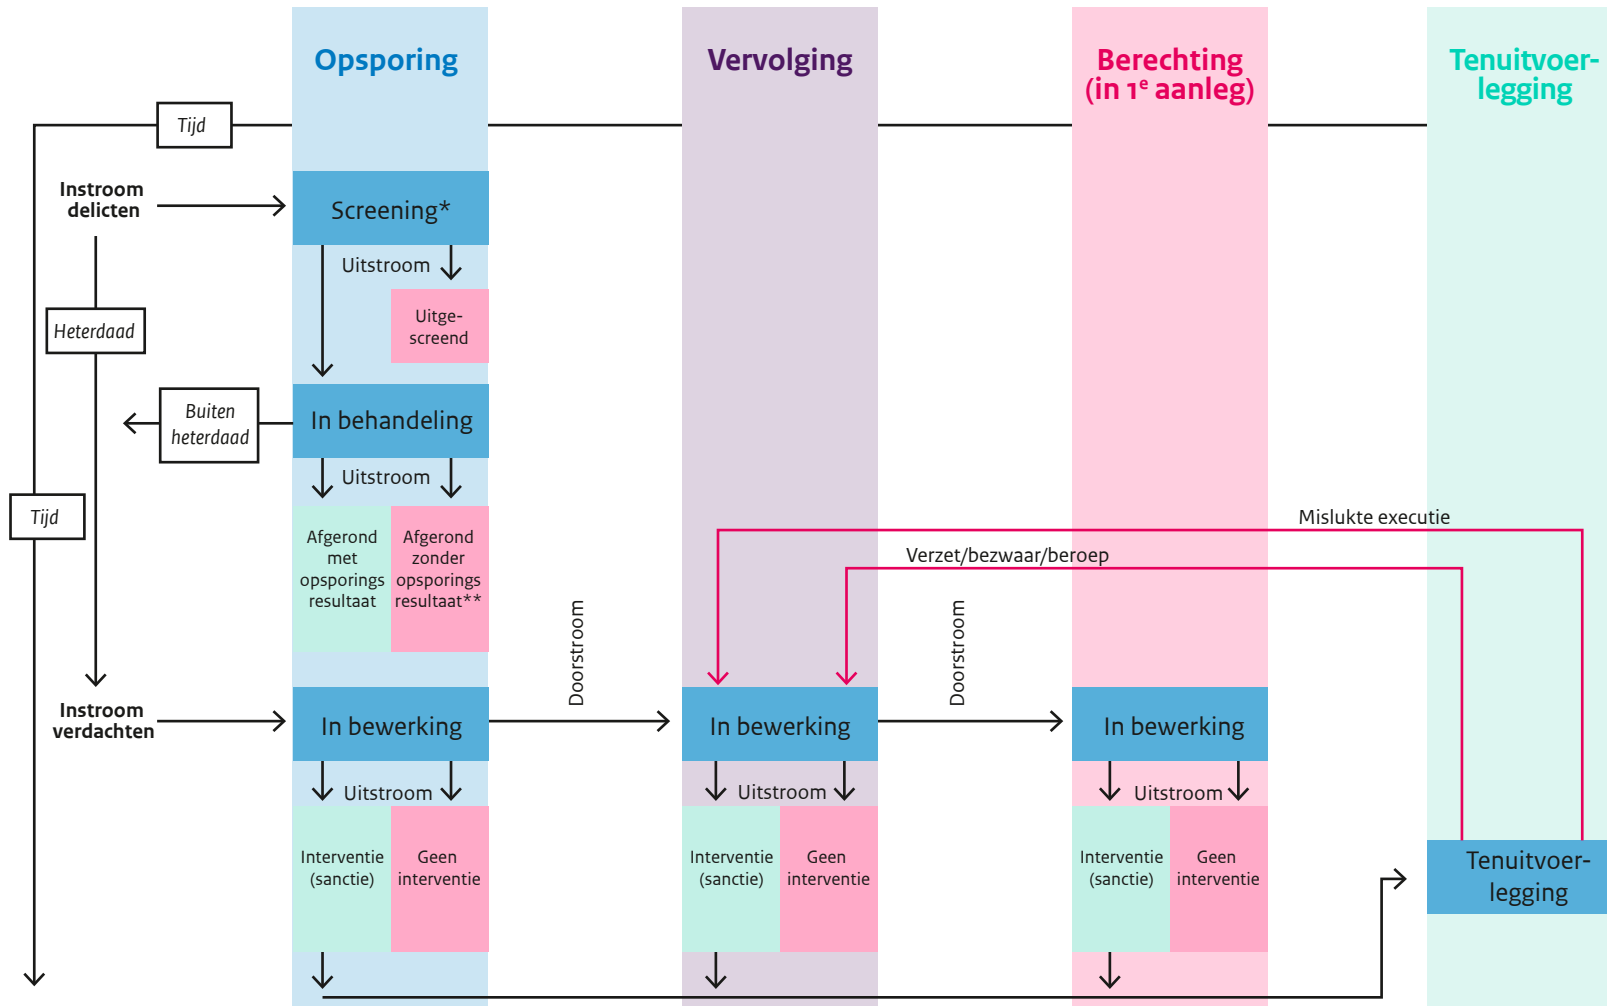 Opsporing
Vervolging
Berechting
(in 1e aanleg)
Tenuitvoer-
legging
Tijd
Instroom
delicten
Screening*
Uitstroom
Uitge-
screend
Heterdaad
Buiten
heterdaad
In behandeling
Uitstroom
Tijd
Afgerond
met
opsporings
resultaat
Afgerond
zonder
opsporings
resultaat**
Mislukte executie
Verzet/bezwaar/beroep
Doorstroom
Doorstroom
Instroom
verdachten
In bewerking
In bewerking
In bewerking
Uitstroom
Uitstroom
Uitstroom
Interventie
(sanctie)
Geen
interventie
Interventie
(sanctie)
Geen
interventie
Interventie
(sanctie)
Geen
interventie
Tenuitvoer-
legging